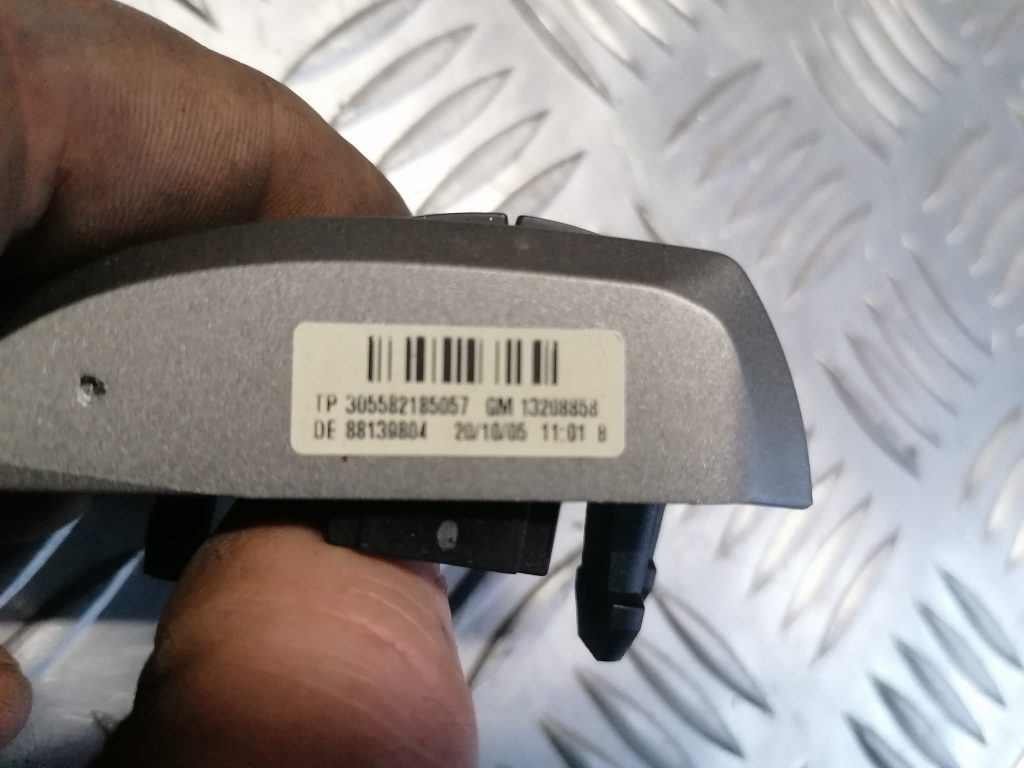 TP 305582185057 GM 13208858
DE 88139804 20/10/05 11:01 B